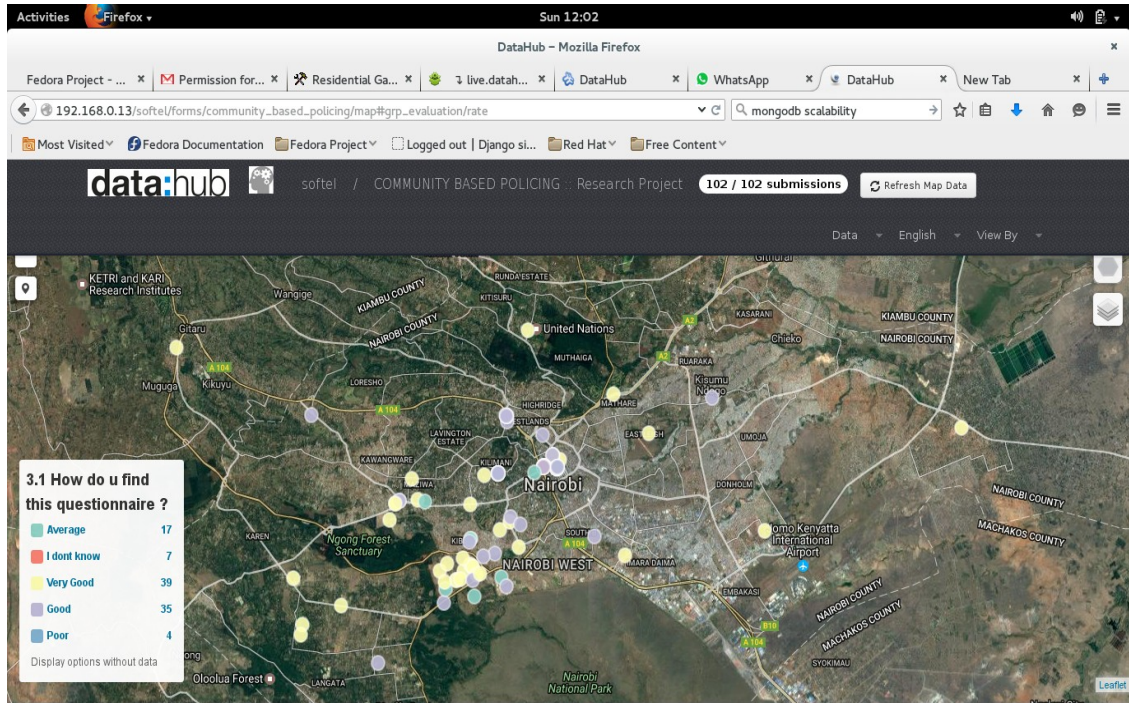 Activities Firefox
Sun 12:02
DataHub – Mozilla Firefox
Fedora Project - ... Permission for... Residential Ga... live.datah... DataHub WhatsApp DataHub New Tab
192.168.0.13/softel/forms/community_based_policing/map#grp_evaluation/rate
mongodb scalability
Most Visited Fedora Documentation Fedora Project Logged out | Django si... Red Hat Free Content
data:hub softel / COMMUNITY BASED POLICING :: Research Project 102 / 102 submissions Refresh Map Data
Data English View By
Githurai
KETRI and KARI
Research Institutes
RUNDA ESTATE
Wangige
KIAMBU COUNTY
KITISURU
NAIROBI COUNTY
Gitaru
United Nations
A2
KASARANI
KIAMBU COUNTY
NAIROBI COUNTY
Chieko
MUTHAIGA
A2
RUARAKA
A 104
Muguga
Kikuyu
LORESHO
Kisumu
A 104
HIGHRIDGE
MATHARE
LAVINGTON
ESTATE
UMOJA
KAWANGWARE
KILIMANI
Nairobi
DONHOLM
NAIROBI COUNTY
MACHAKOS COUNTY
KAREN
Ngong Forest
Sanctuary
A 104
NAIROBI WEST
International
Airport
EMBAKASI
NAIROBI COUNTY
MACHAKOS COUNTY
B10
A 104
SYOKIMAU
Oloolua Forest
LANGATA
Nairobi
National Park
3.1 How do u find
this questionnaire ?
Average 17
I dont know 7
Very Good 39
Good 35
Poor 4
Display options without data
Leaflet